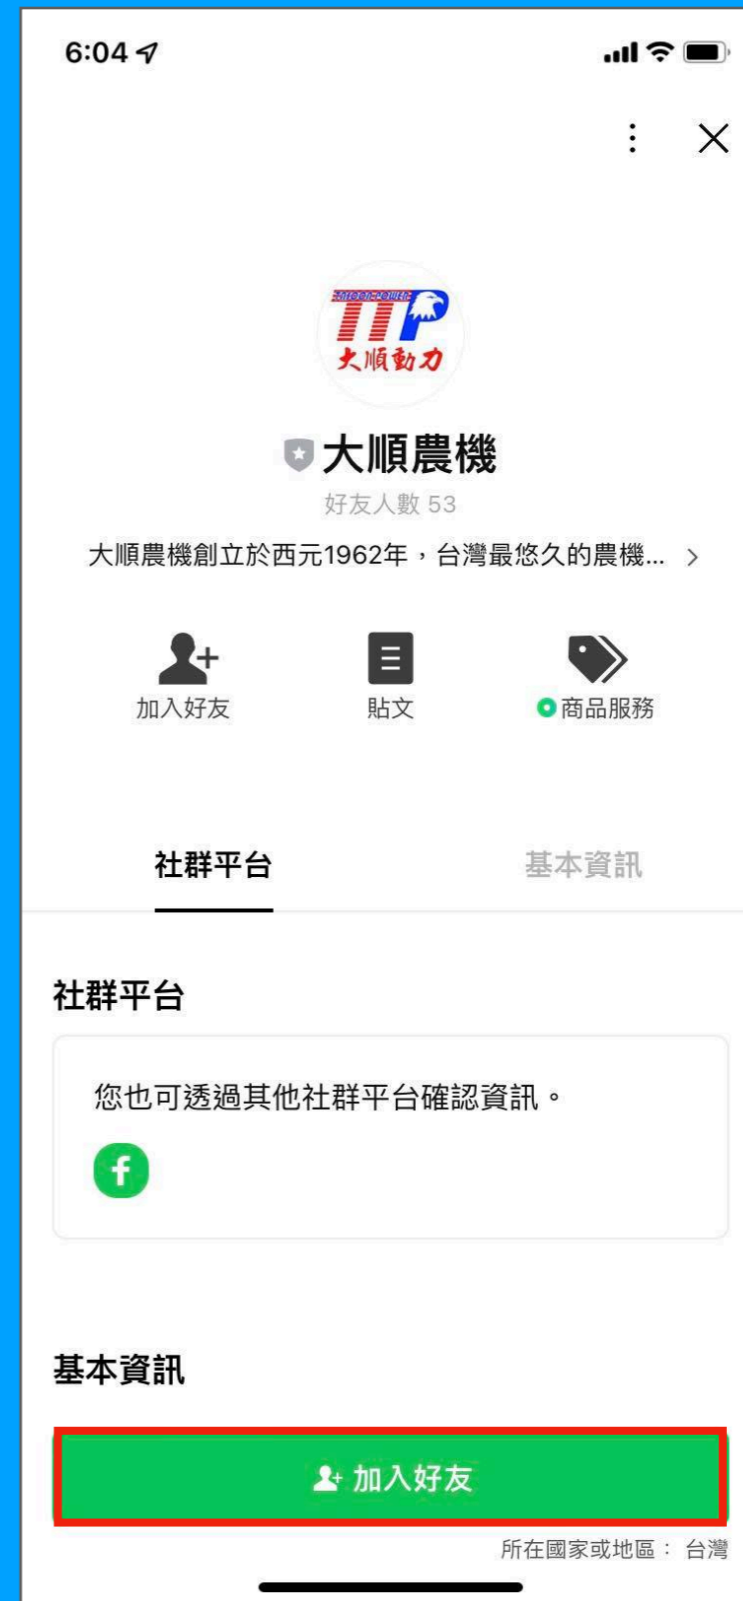 6:04
TTP
大順動力
大順農機
好友人數 53
大順農機創立於西元1962年，台灣最悠久的農機...
加入好友
貼文
商品服務
社群平台
基本資訊
社群平台
您也可透過其他社群平台確認資訊。
基本資訊
加入好友
所在國家或地區： 台灣